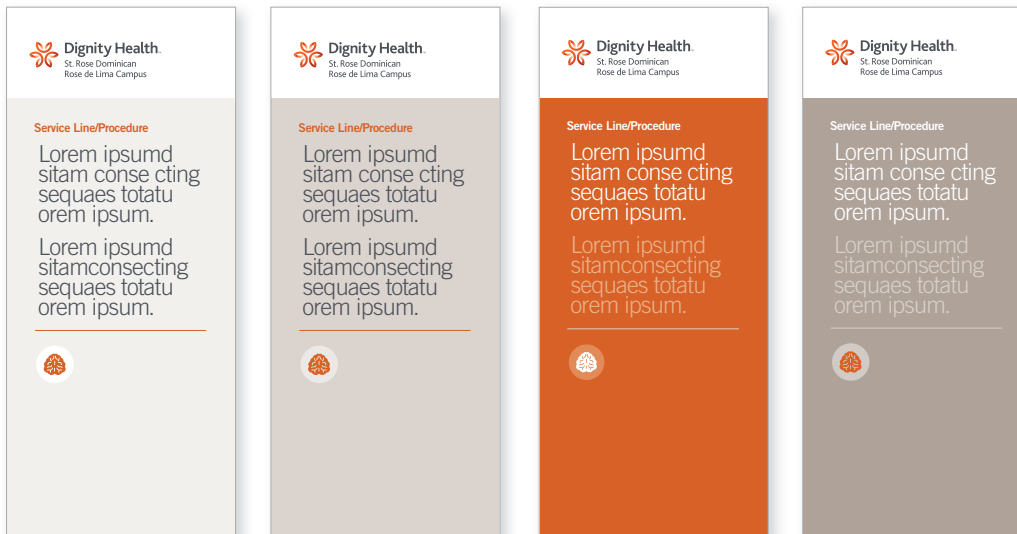 Dignity Health.
St. Rose Dominican
Rose de Lima Campus
Service Line/Procedure
Lorem ipsumd
sitam conse cting
sequaes totatu
orem ipsum.
Lorem ipsumd
sitamconsecting
sequaes totatu
orem ipsum.
Dignity Health.
St. Rose Dominican
Rose de Lima Campus
Service Line/Procedure
Lorem ipsumd
sitam conse cting
sequaes totatu
orem ipsum.
Lorem ipsumd
sitamconsecting
sequaes totatu
orem ipsum.
Dignity Health.
St. Rose Dominican
Rose de Lima Campus
Service Line/Procedure
Lorem ipsumd
sitam conse cting
sequaes totatu
orem ipsum.
Lorem ipsumd
sitamconsecting
sequaes totatu
orem ipsum.
Dignity Health.
St. Rose Dominican
Rose de Lima Campus
Service Line/Procedure
Lorem ipsumd
sitam conse cting
sequaes totatu
orem ipsum.
Lorem ipsumd
sitamconsecting
sequaes totatu
orem ipsum.